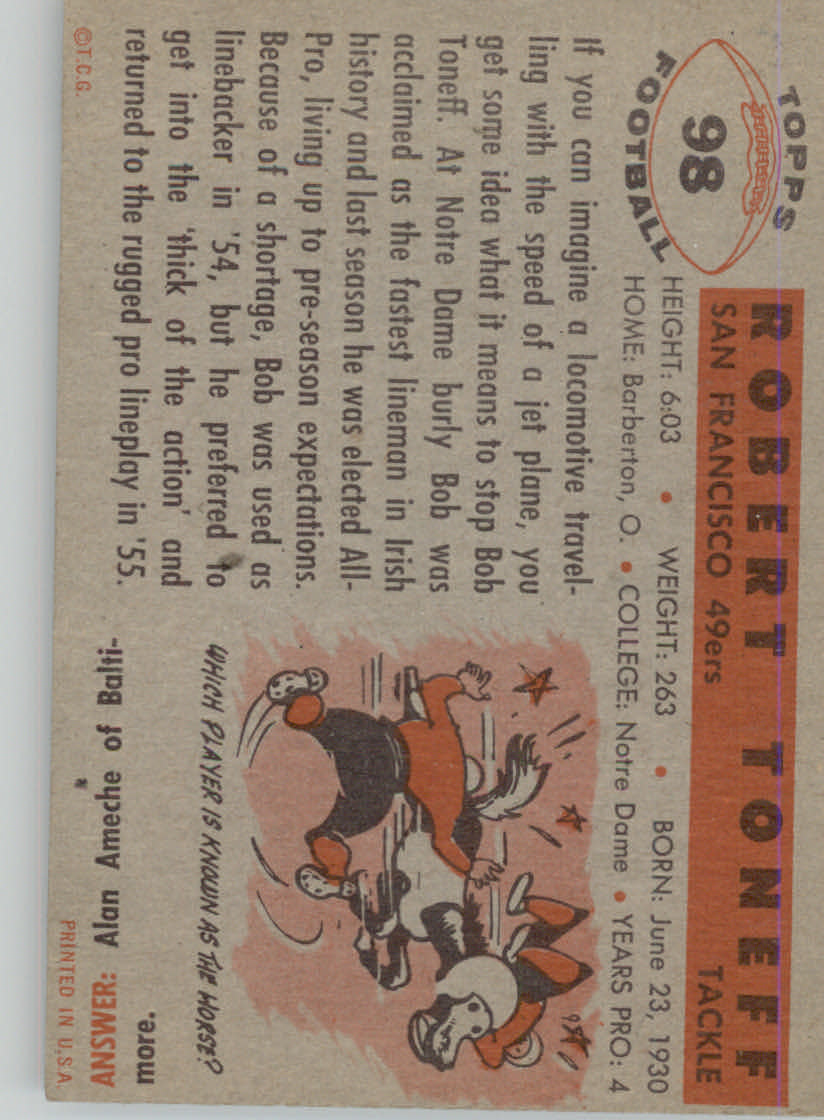 TOPPS
98
FOOTBALL
ROBERT TONEFF
SAN FRANCISCO 49ers TACKLE
HEIGHT: 6:03 • WEIGHT: 263 • BORN: June 23, 1930
HOME: Barberton, O. • COLLEGE: Notre Dame • YEARS PRO: 4
If you can imagine a locomotive travel-
ling with the speed of a jet plane, you
get some idea what it means to stop Bob
Toneff. At Notre Dame burly Bob was
acclaimed as the fastest lineman in Irish
history and last season he was elected All-
Pro, living up to pre-season expectations.
Because of a shortage, Bob was used as
linebacker in '54, but he preferred to
get into the 'thick of the action' and
returned to the rugged pro lineplay in '55.
WHICH PLAYER IS KNOWN AS THE HORSE?
ANSWER: Alan Ameche of Balti-
more.
©T.C.G.
PRINTED IN U.S.A.